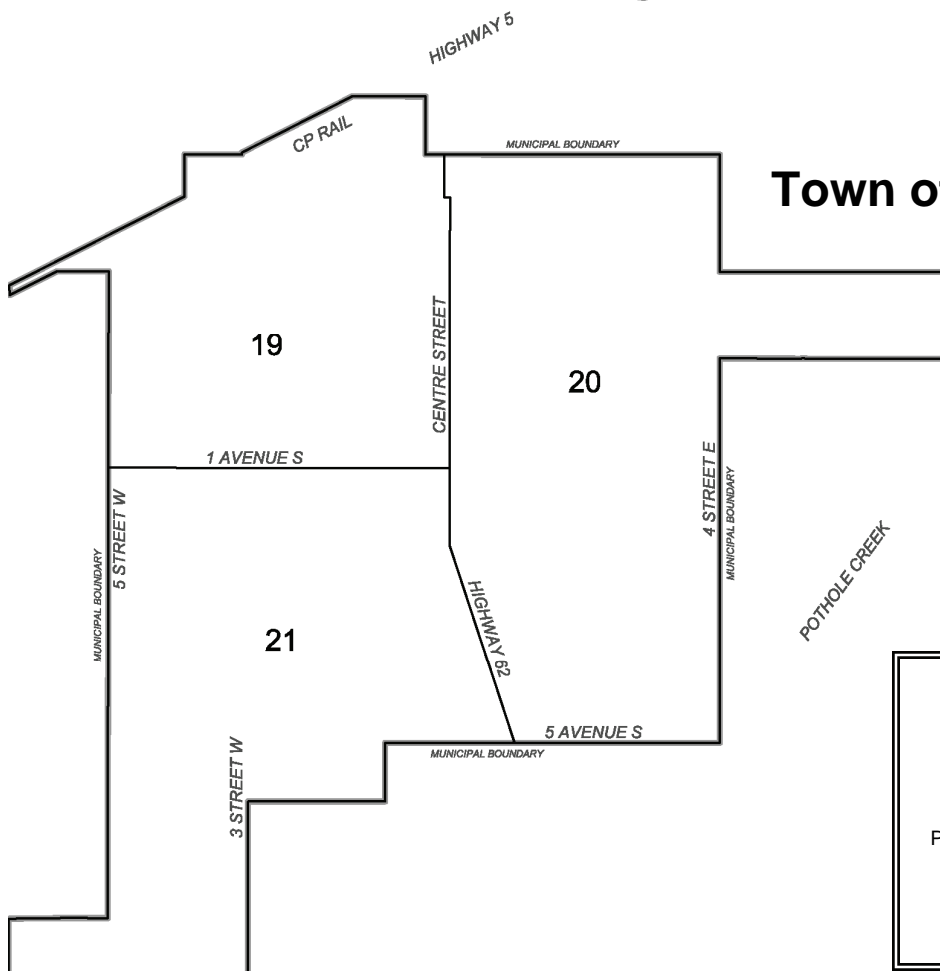 HIGHWAY 5
CP RAIL
MUNICIPAL BOUNDARY
Town
19
CENTRE STREET
20
1 AVENUE S
5 STREET W
MUNICIPAL BOUNDARY
4 STREET E
MUNICIPAL BOUNDARY
POTHOLE CREEK
21
HIGHWAY 62
5 AVENUE S
MUNICIPAL BOUNDARY
3 STREET W
P